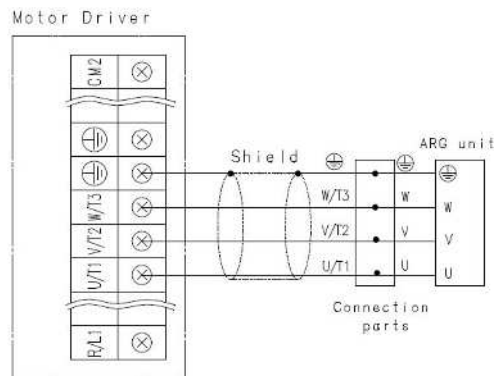 Motor Driver
CM2
W/T3
V/T2
U/T1
R/L1
Shield
W/T3
V/T2
U/T1
W
V
U
Connection
parts
ARG unit
W
V
U